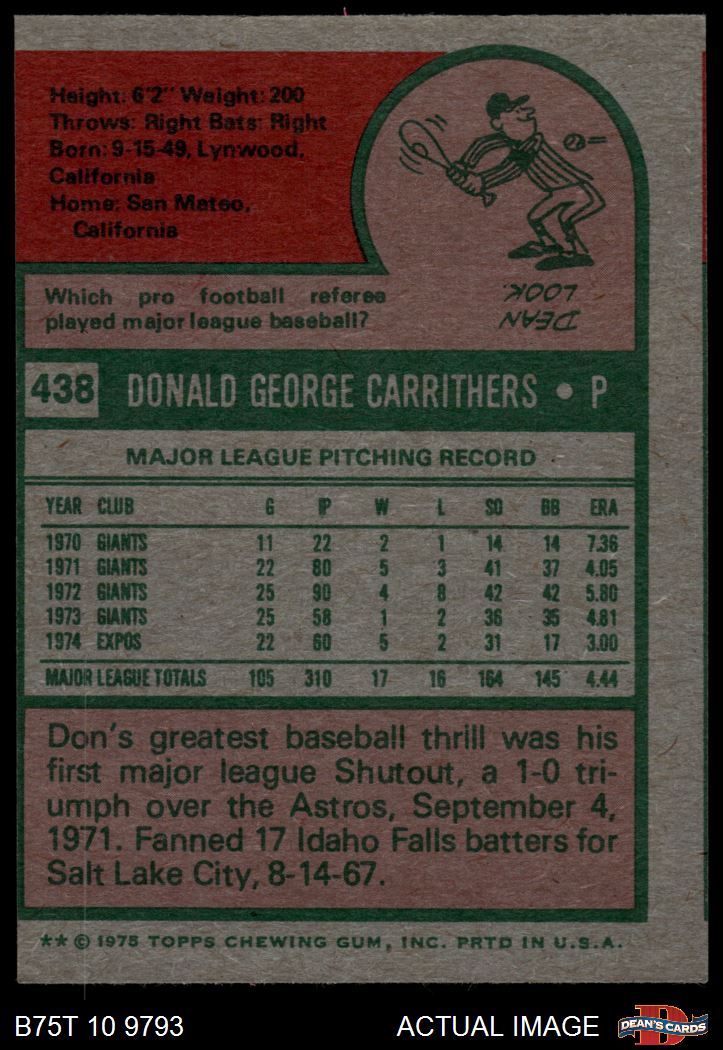 Height: 6'2" Weight: 200
Throws: Right Bats: Right
Born: 9-15-49, Lynwood,
California
Home: San Mateo,
California
Which pro football referee
played major league baseball?
DEAN
LOOK.
438 DONALD GEORGE CARRITHERS • P
MAJOR LEAGUE PITCHING RECORD
YEAR CLUB G IP W L SO BB ERA
1970 GIANTS 11 22 2 1 14 14 7.36
1971 GIANTS 22 80 5 3 41 37 4.05
1972 GIANTS 25 90 4 8 42 42 5.80
1973 GIANTS 25 58 1 2 36 35 4.81
1974 EXPOS 22 60 5 2 31 17 3.00
MAJOR LEAGUE TOTALS 105 310 17 16 164 145 4.44
Don's greatest baseball thrill was his
first major league Shutout, a 1-0 tri-
umph over the Astros, September 4,
1971. Fanned 17 Idaho Falls batters for
Salt Lake City, 8-14-67.
** © 1975 TOPPS CHEWING GUM, INC. PRTD IN U.S.A.
B75T 10 9793 ACTUAL IMAGE
DEAN'S CARDS